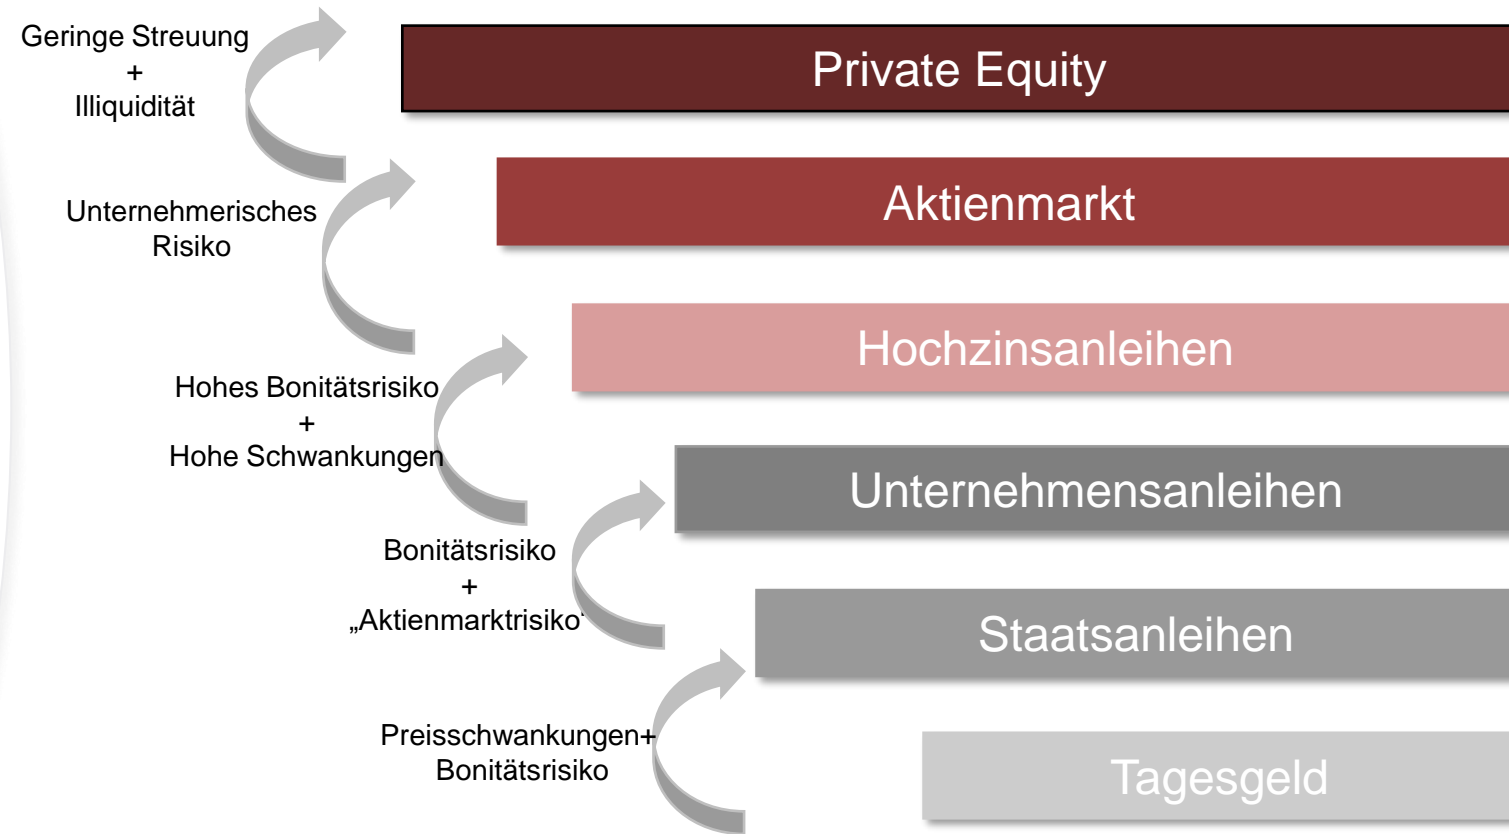 Geringe Streuung
+
Illiquidität
Private Equity
Unternehmerisches
Risiko
Aktienmarkt
Hohes Bonitätsrisiko
+
Hohe Schwankungen
Hochzinsanleihen
Bonitätsrisiko
+
„Aktienmarktrisiko“
Unternehmensanleihen
Staatsanleihen
Preisschwankungen+
Bonitätsrisiko
Tagesgeld